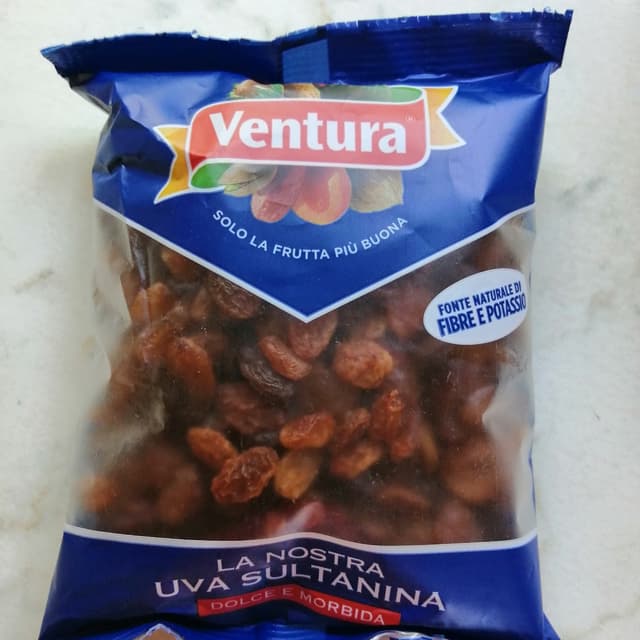 Ventura
SOLO LA FRUTTA PIÙ BUONA
FONTE NATURALE DI
FIBRE E POTASSIO
LA NOSTRA
UVA SULTANINA
DOLCE E MORBIDA